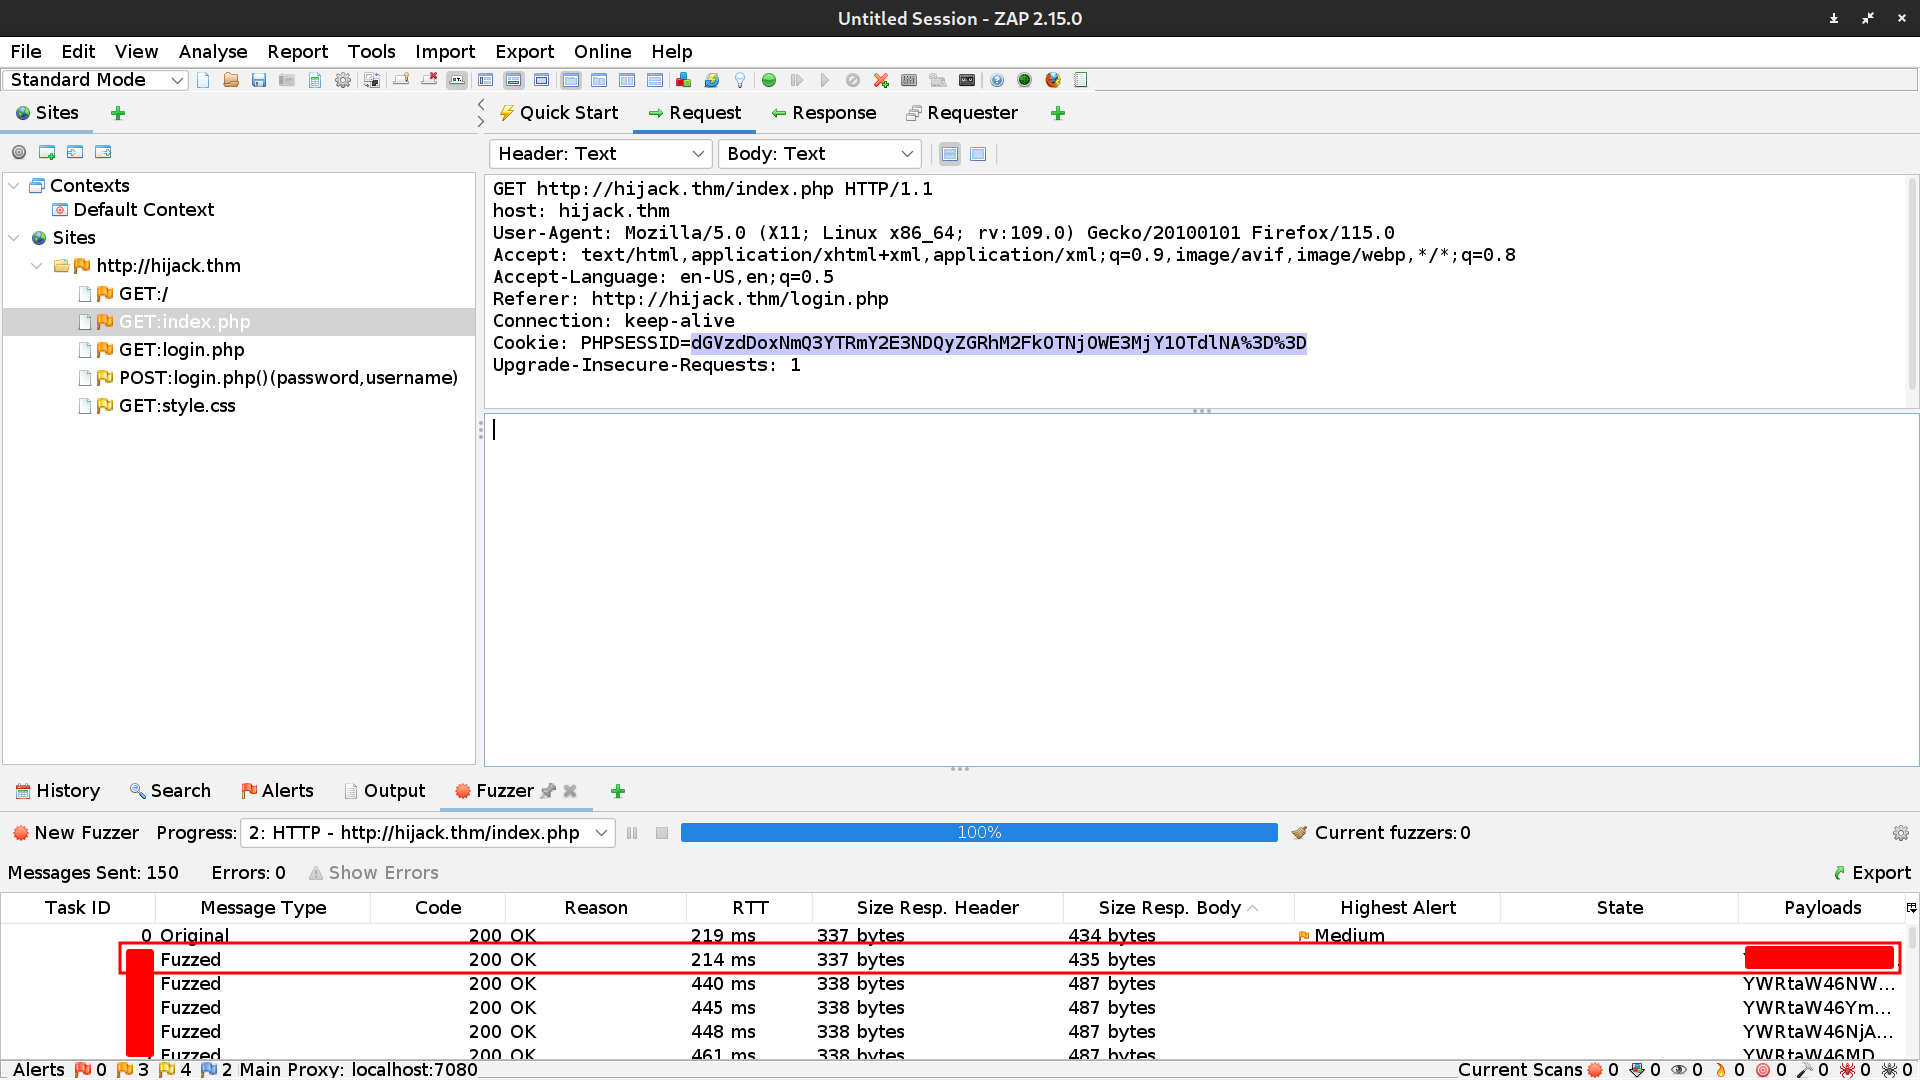 Untitled Session - ZAP 2.15.0
File Edit View Analyse Report Tools Import Export Online Help
Standard Mode
Sites
Quick Start Request Response Requester
Header: Text Body: Text
Contexts
Default Context
Sites
http://hijack.thm
GET:/
GET:index.php
GET:login.php
POST:login.php()(password,username)
GET:style.css
GET http://hijack.thm/index.php HTTP/1.1
host: hijack.thm
User-Agent: Mozilla/5.0 (X11; Linux x86_64; rv:109.0) Gecko/20100101 Firefox/115.0
Accept: text/html,application/xhtml+xml,application/xml;q=0.9,image/avif,image/webp,*/*;q=0.8
Accept-Language: en-US,en;q=0.5
Referer: http://hijack.thm/login.php
Connection: keep-alive
Cookie: PHPSESSID=dGVzdDoxNmQ3YTRmY2E3NDQyZGRhM2FkOTNjOWE3MjY1OTdlNA%3D%3D
Upgrade-Insecure-Requests: 1
History Search Alerts Output Fuzzer
New Fuzzer Progress: 2: HTTP - http://hijack.thm/index.php 100% Current fuzzers: 0
Messages Sent: 150 Errors: 0 Show Errors Export
Task ID Message Type Code Reason RTT Size Resp. Header Size Resp. Body Highest Alert State Payloads
0 Original 200 OK 219 ms 337 bytes 434 bytes Medium
Fuzzed 200 OK 214 ms 337 bytes 435 bytes
Fuzzed 200 OK 440 ms 338 bytes 487 bytes YWRtaW46NW...
Fuzzed 200 OK 445 ms 338 bytes 487 bytes YWRtaW46Ym...
Fuzzed 200 OK 448 ms 338 bytes 487 bytes YWRtaW46NjA...
Fuzzed 200 OK 461 ms 338 bytes 487 bytes YWRtaW46MD...
Alerts 0 3 4 2 Main Proxy: localhost:7080 Current Scans 0 0 0 0 0 0 0 0